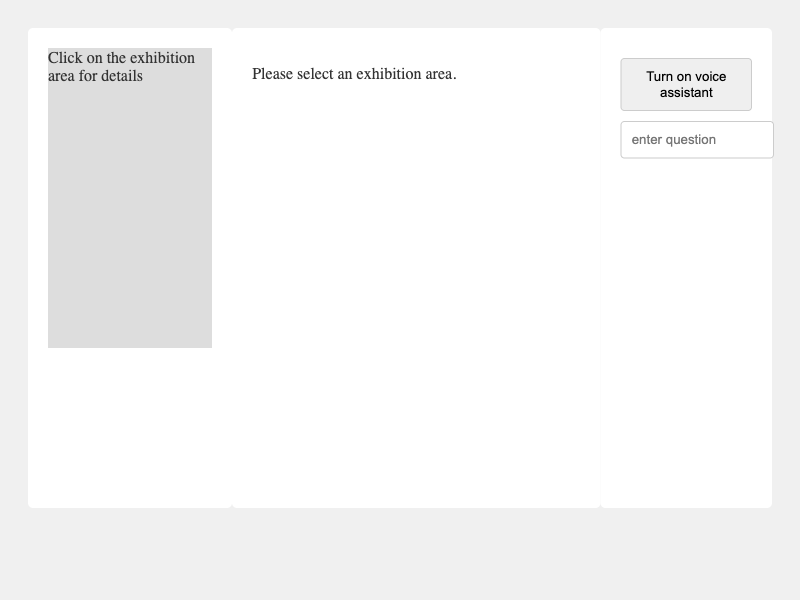 Click on the exhibition
area for details
Please select an exhibition area.
Turn on voice
assistant
enter question